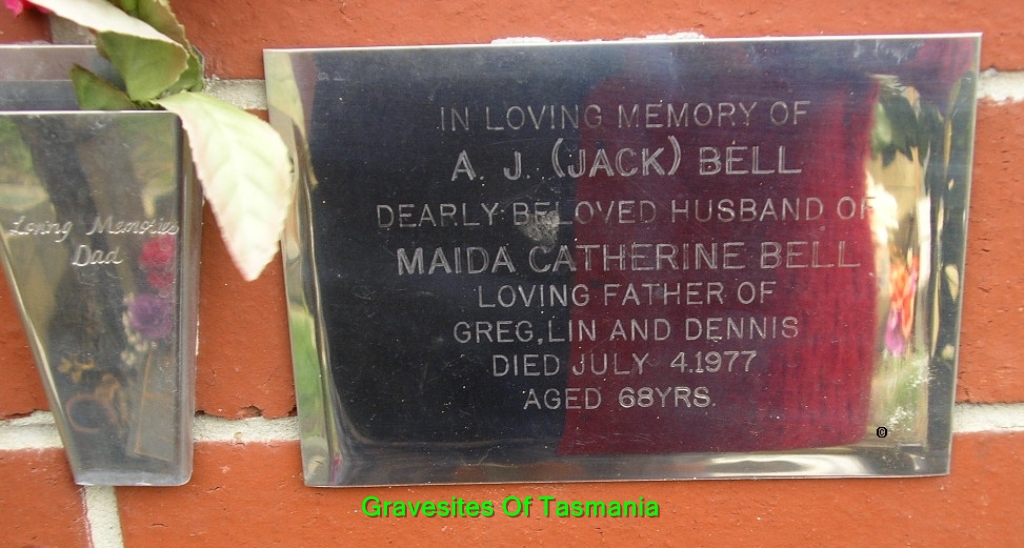 Loving Memories
Dad
IN LOVING MEMORY OF
A. J. (JACK) BELL
DEARLY BELOVED HUSBAND OF
MAIDA CATHERINE BELL
LOVING FATHER OF
GREG, LIN AND DENNIS
DIED JULY 4.1977
AGED 68YRS.
Gravesites Of Tasmania